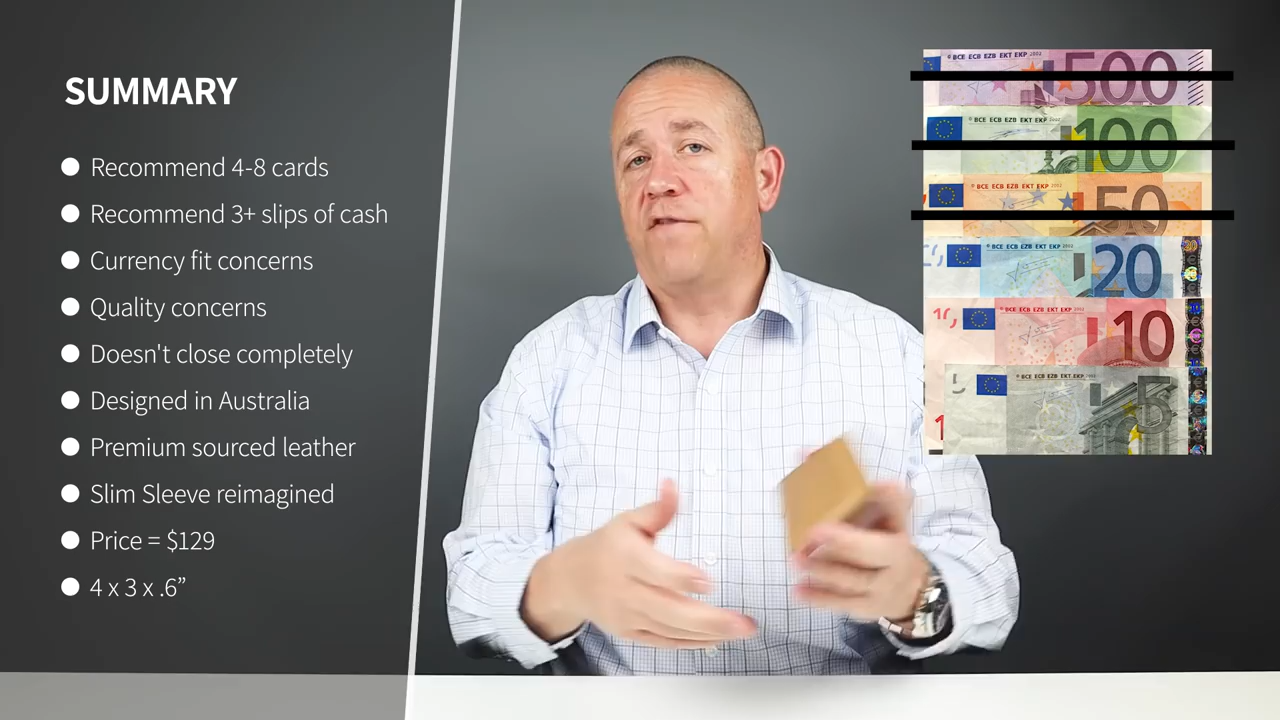 SUMMARY
Recommend 4-8 cards
Recommend 3+ slips of cash
Currency fit concerns
Quality concerns
Doesn't close completely
Designed in Australia
Premium sourced leather
Slim Sleeve reimagined
Price = $129
4 x 3 x .6”
© BCE ECB EZB EKT EKP 2002
500
© BCE ECB EZB EKT EKP 2002
100
© BCE ECB EZB EKT EKP 2002
50
© BCE ECB EZB EKT EKP 2002
20
© BCE ECB EZB EKT EKP 2002
10
© BCE ECB EZB EKT EKP 2002
5